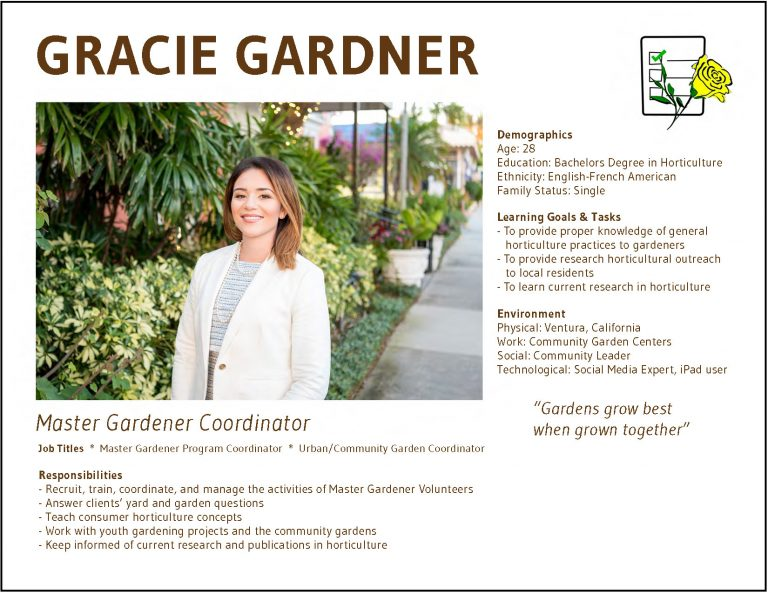 GRACIE GARDNER
Demographics
Age: 28
Education: Bachelors Degree in Horticulture
Ethnicity: English-French American
Family Status: Single
Learning Goals & Tasks
- To provide proper knowledge of general
horticulture practices to gardeners
- To provide research horticultural outreach
to local residents
- To learn current research in horticulture
Environment
Physical: Ventura, California
Work: Community Garden Centers
Social: Community Leader
Technological: Social Media Expert, iPad user
"Gardens grow best
when grown together"
Master Gardener Coordinator
Job Titles * Master Gardener Program Coordinator * Urban/Community Garden Coordinator
Responsibilities
- Recruit, train, coordinate, and manage the activities of Master Gardener Volunteers
- Answer clients' yard and garden questions
- Teach consumer horticulture concepts
- Work with youth gardening projects and the community gardens
- Keep informed of current research and publications in horticulture